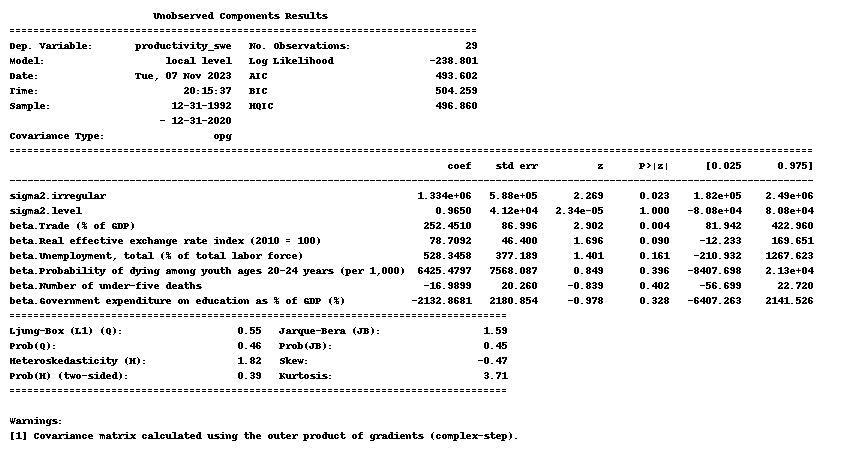 Unobserved Components Results
==============================================================================
Dep. Variable: productivity_swe No. Observations: 29
Model: local level Log Likelihood -238.801
Date: Tue, 07 Nov 2023 AIC 493.602
Time: 20:15:37 BIC 504.259
Sample: 12-31-1992 HQIC 496.860
- 12-31-2020
Covariance Type: opg
==============================================================================
coef std err z P>|z| [0.025 0.975]
------------------------------------------------------------------------------
sigma2.irregular 1.334e+06 5.88e+05 2.269 0.023 1.82e+05 2.49e+06
sigma2.level 0.9650 4.12e+04 2.34e-05 1.000 -8.08e+04 8.08e+04
beta.Trade (% of GDP) 252.4510 86.996 2.902 0.004 81.942 422.960
beta.Real effective exchange rate index (2010 = 100) 78.7092 46.400 1.696 0.090 -12.233 169.651
beta.Unemployment, total (% of total labor force) 528.3458 377.189 1.401 0.161 -210.932 1267.623
beta.Probability of dying among youth ages 20-24 years (per 1,000) 6425.4797 7568.087 0.849 0.396 -8407.698 2.13e+04
beta.Number of under-five deaths -16.9899 20.260 -0.839 0.402 -56.699 22.720
beta.Government expenditure on education as % of GDP (%) -2132.8681 2180.854 -0.978 0.328 -6407.263 2141.526
==============================================================================
Ljung-Box (L1) (Q): 0.55 Jarque-Bera (JB): 1.59
Prob(Q): 0.46 Prob(JB): 0.45
Heteroskedasticity (H): 1.82 Skew: -0.47
Prob(H) (two-sided): 0.39 Kurtosis: 3.71
==============================================================================
Warnings:
[1] Covariance matrix calculated using the outer product of gradients (complex-step).